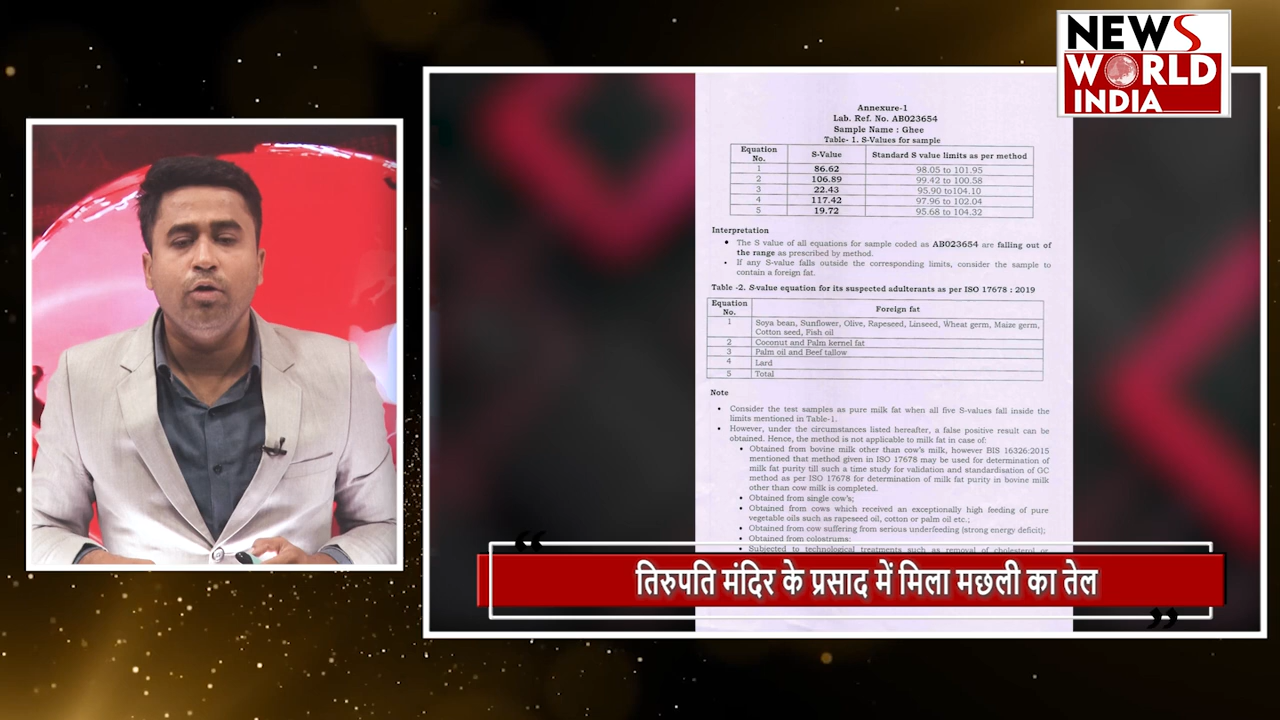 NEWS
WORLD
INDIA
Annexure-1
Lab. Ref. No. AB023654
Sample Name : Ghee
Table- 1. S-Values for sample
Equation No. S-Value Standard S value limits as per method
1 86.62 98.05 to 101.95
2 106.89 99.42 to 100.58
3 22.43 95.90 to104.10
4 117.42 97.96 to 102.04
5 19.72 95.68 to 104.32
Interpretation
• The S value of all equations for sample coded as AB023654 are falling out of
the range as prescribed by method.
• If any S-value falls outside the corresponding limits, consider the sample to
contain a foreign fat.
Table -2. S-value equation for its suspected adulterants as per ISO 17678 : 2019
Equation No. Foreign fat
1 Soya bean, Sunflower, Olive, Rapeseed, Linseed, Wheat germ, Maize germ,
Cotton seed, Fish oil
2 Coconut and Palm kernel fat
3 Palm oil and Beef tallow
4 Lard
5 Total
Note
• Consider the test samples as pure milk fat when all five S-values fall inside the
limits mentioned in Table-1.
• However, under the circumstances listed hereafter, a false positive result can be
obtained. Hence, the method is not applicable to milk fat in case of:
• Obtained from bovine milk other than cow's milk, however BIS 16326:2015
mentioned that method given in ISO 17678 may be used for determination of
milk fat purity till such a time study for validation and standardisation of GC
method as per ISO 17678 for determination of milk fat purity in bovine milk
other than cow milk is completed.
• Obtained from single cow's;
• Obtained from cows which received an exceptionally high feeding of pure
vegetable oils such as rapeseed oil, cotton or palm oil etc.;
• Obtained from cow suffering from serious underfeeding (strong energy deficit);
• Obtained from colostrums;
• Subjected to technological treatments such as removal of cholesterol or
तिरुपति मंदिर के प्रसाद में मिला मछली का तेल